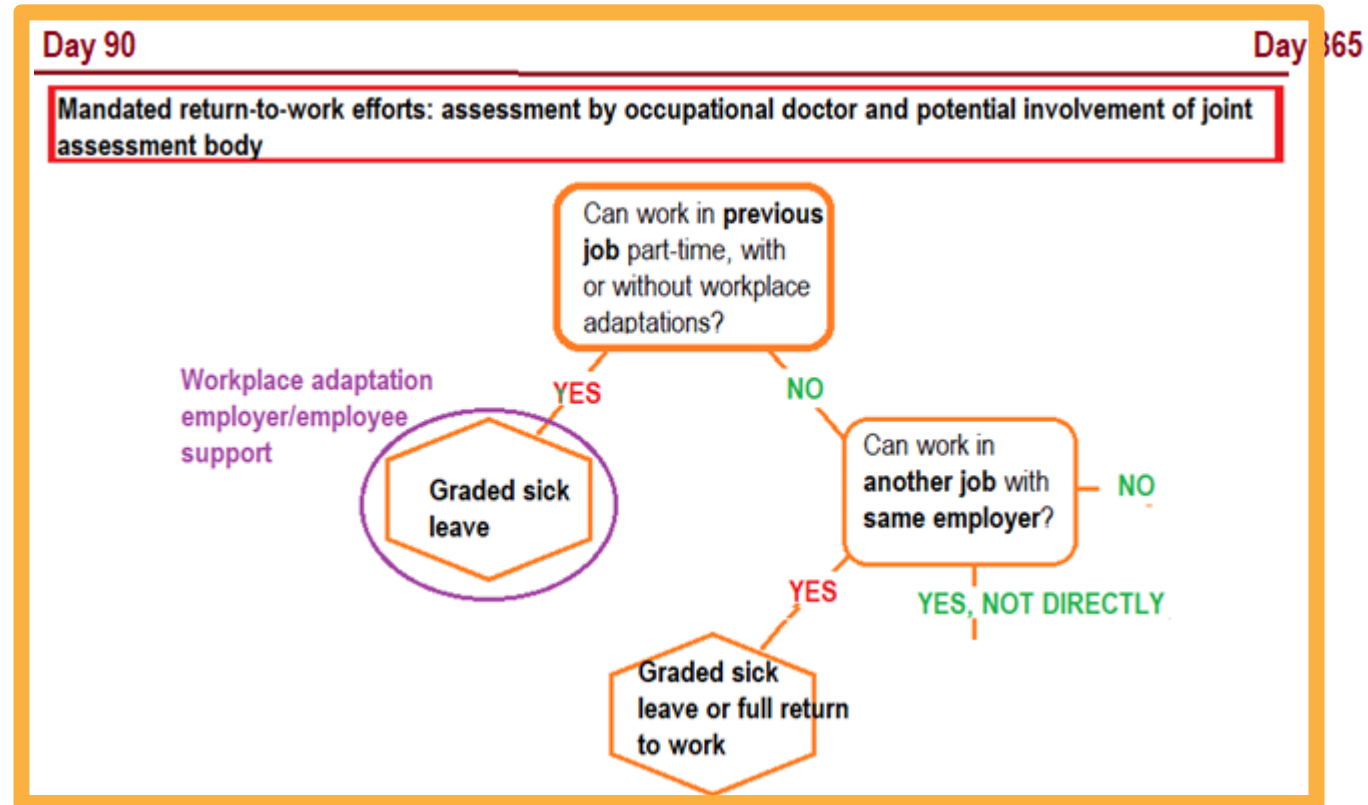 Day 90
Day 365
Mandated return-to-work efforts: assessment by occupational doctor and potential involvement of joint
assessment body
Can work in previous
job part-time, with
or without workplace
adaptations?
Workplace adaptation
employer/employee
support
YES
NO
Graded sick
leave
Can work in
another job with
same employer?
NO
YES
YES, NOT DIRECTLY
Graded sick
leave or full return
to work